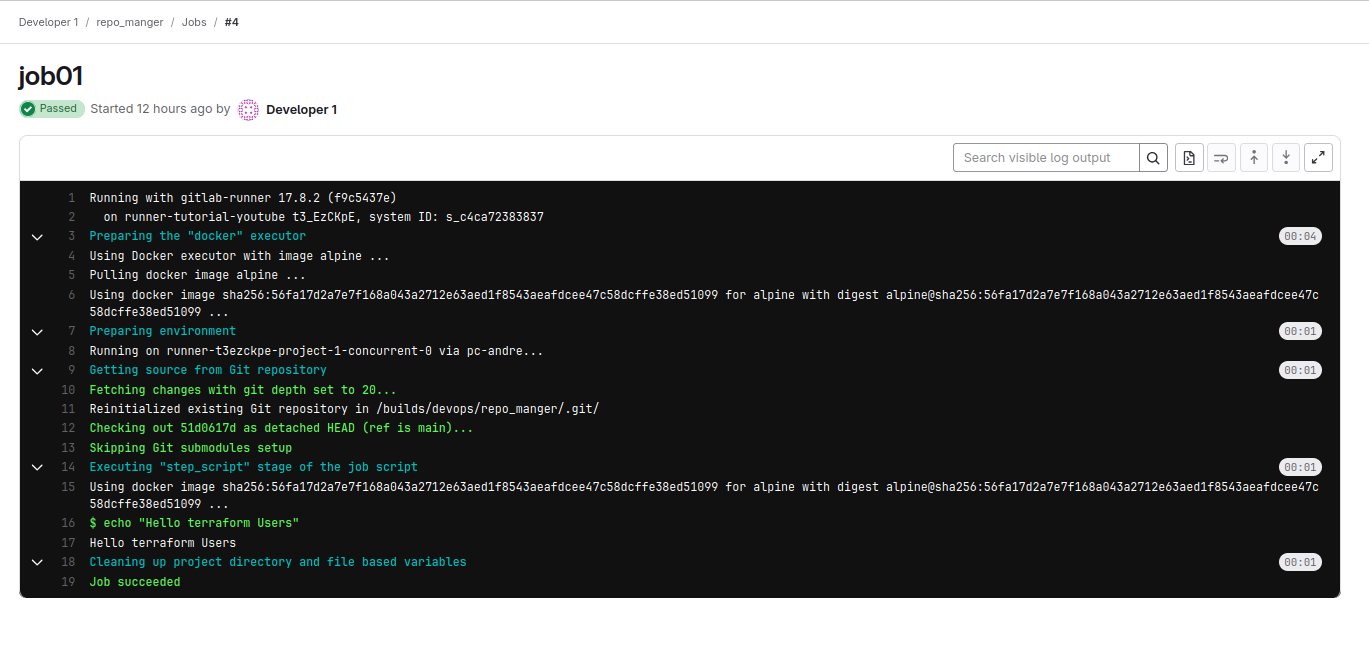 Developer 1 / repo_manger / Jobs / #4
job01
Passed Started 12 hours ago by Developer 1
Search visible log output
1 Running with gitlab-runner 17.8.2 (f9c5437e)
2 on runner-tutorial-youtube t3_EzCKpE, system ID: s_c4ca72383837
3 Preparing the "docker" executor 00:04
4 Using Docker executor with image alpine ...
5 Pulling docker image alpine ...
6 Using docker image sha256:56fa17d2a7e7f168a043a2712e63aed1f8543aeafdcee47c58dcffe38ed51099 for alpine with digest alpine@sha256:56fa17d2a7e7f168a043a2712e63aed1f8543aeafdcee47c
58dcffe38ed51099 ...
7 Preparing environment 00:01
8 Running on runner-t3ezckpe-project-1-concurrent-0 via pc-andre...
9 Getting source from Git repository 00:01
10 Fetching changes with git depth set to 20...
11 Reinitialized existing Git repository in /builds/devops/repo_manger/.git/
12 Checking out 51d0617d as detached HEAD (ref is main)...
13 Skipping Git submodules setup
14 Executing "step_script" stage of the job script 00:01
15 Using docker image sha256:56fa17d2a7e7f168a043a2712e63aed1f8543aeafdcee47c58dcffe38ed51099 for alpine with digest alpine@sha256:56fa17d2a7e7f168a043a2712e63aed1f8543aeafdcee47c
58dcffe38ed51099 ...
16 $ echo "Hello terraform Users"
17 Hello terraform Users
18 Cleaning up project directory and file based variables 00:01
19 Job succeeded